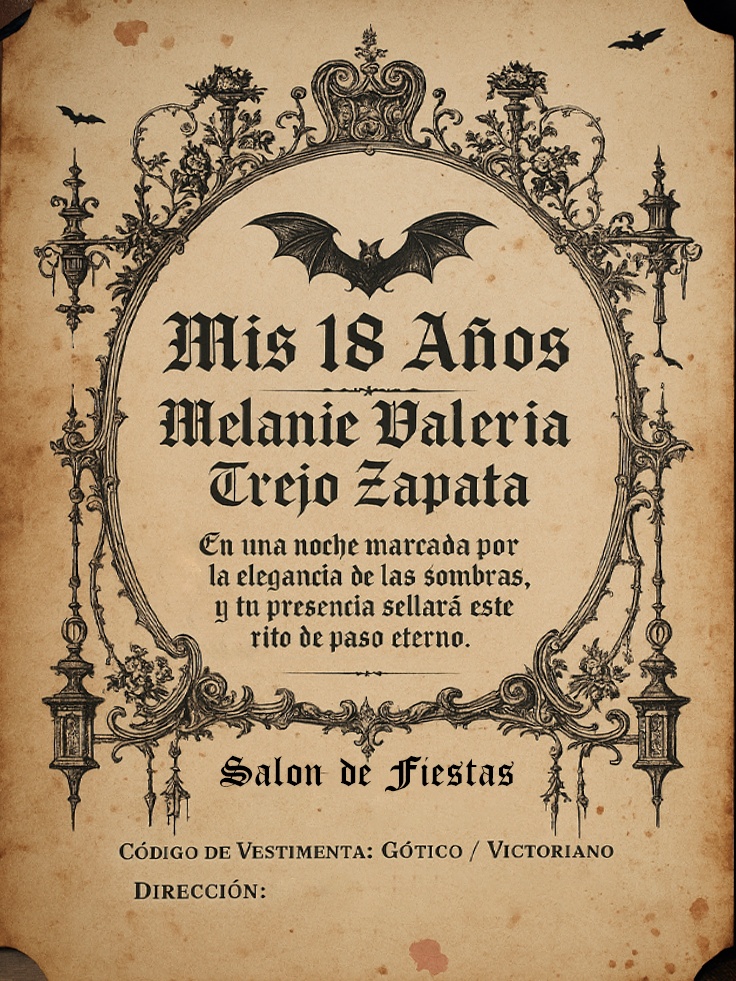 Mis 18 Años
Melanie Valeria
Trejo Zapata
En una noche marcada por
la elegancia de las sombras,
y tu presencia sellará este
rito de paso eterno.
Salon de Fiestas
Código de Vestimenta: Gótico / Victoriano
Dirección: